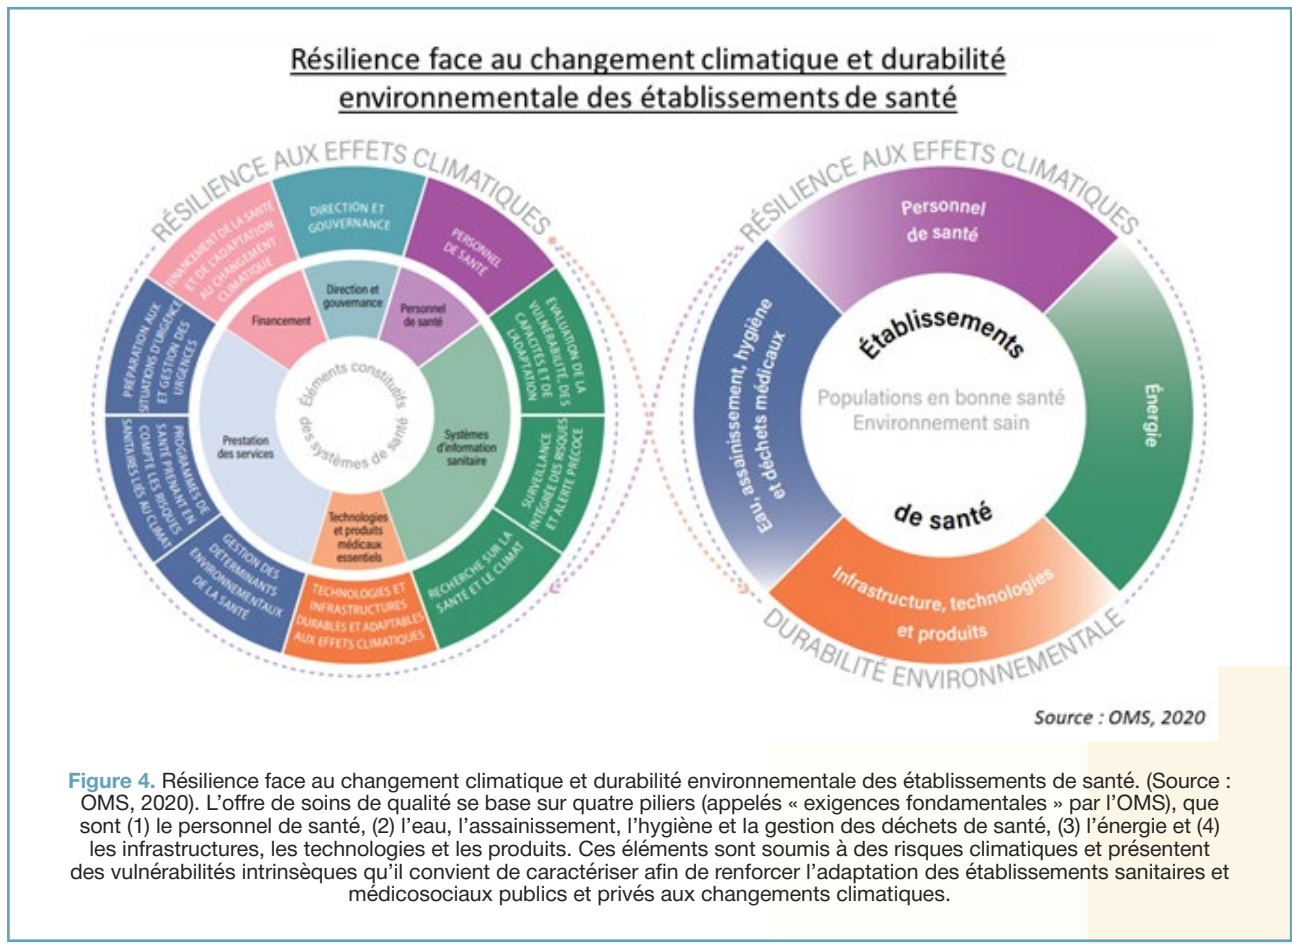 Résilience face au changement climatique et durabilité
environnementale des établissements de santé
RÉSILIENCE AUX EFFETS CLIMATIQUES
FINANCEMENT DE LA SANTÉ
ET DE L'ADAPTATION
AU CHANGEMENT
CLIMATIQUE
DIRECTION ET
GOUVERNANCE
PERSONNEL
DE SANTÉ
ÉVALUATION DE LA
VULNÉRABILITÉ, DES
CAPACITÉS ET DE
L'ADAPTATION
SURVEILLANCE
INTÉGRÉE DES RISQUES
ET ALERTE PRÉCOCE
RECHERCHE SUR LA
SANTÉ ET LE CLIMAT
TECHNOLOGIES ET
INFRASTRUCTURES
DURABLES ET ADAPTABLES
AUX EFFETS CLIMATIQUES
GESTION DES
DÉTERMINANTS
ENVIRONNEMENTAUX
DE LA SANTÉ
PROGRAMMES DE
SANTÉ PRENANT EN
COMPTE LES RISQUES
SANITAIRES LIÉS AU CLIMAT
PRÉPARATION AUX
SITUATIONS D'URGENCE
ET GESTION DES
URGENCES
Financement
Direction et
gouvernance
Personnel
de santé
Systèmes
d'information
sanitaire
Technologies
et produits
médicaux
essentiels
Prestation
des services
Éléments constitutifs
des systèmes de santé
RÉSILIENCE AUX EFFETS CLIMATIQUES
Personnel
de santé
Énergie
Infrastructure, technologies
et produits
Eau, assainissement, hygiène
et déchets médicaux
Établissements
Populations en bonne santé
Environnement sain
de santé
DURABILITÉ ENVIRONNEMENTALE
Source : OMS, 2020
Figure 4. Résilience face au changement climatique et durabilité environnementale des établissements de santé. (Source :
OMS, 2020). L'offre de soins de qualité se base sur quatre piliers (appelés « exigences fondamentales » par l'OMS), que
sont (1) le personnel de santé, (2) l'eau, l'assainissement, l'hygiène et la gestion des déchets de santé, (3) l'énergie et (4)
les infrastructures, les technologies et les produits. Ces éléments sont soumis à des risques climatiques et présentent
des vulnérabilités intrinsèques qu'il convient de caractériser afin de renforcer l'adaptation des établissements sanitaires et
médicosociaux publics et privés aux changements climatiques.